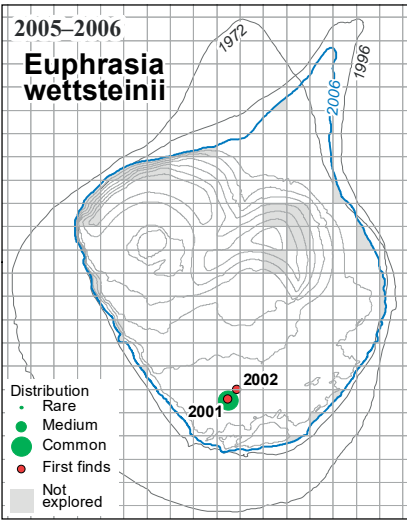 2005–2006
Euphrasia
wettsteinii
1972
1996
2006
2002
2001
Distribution
Rare
Medium
Common
First finds
Not
explored